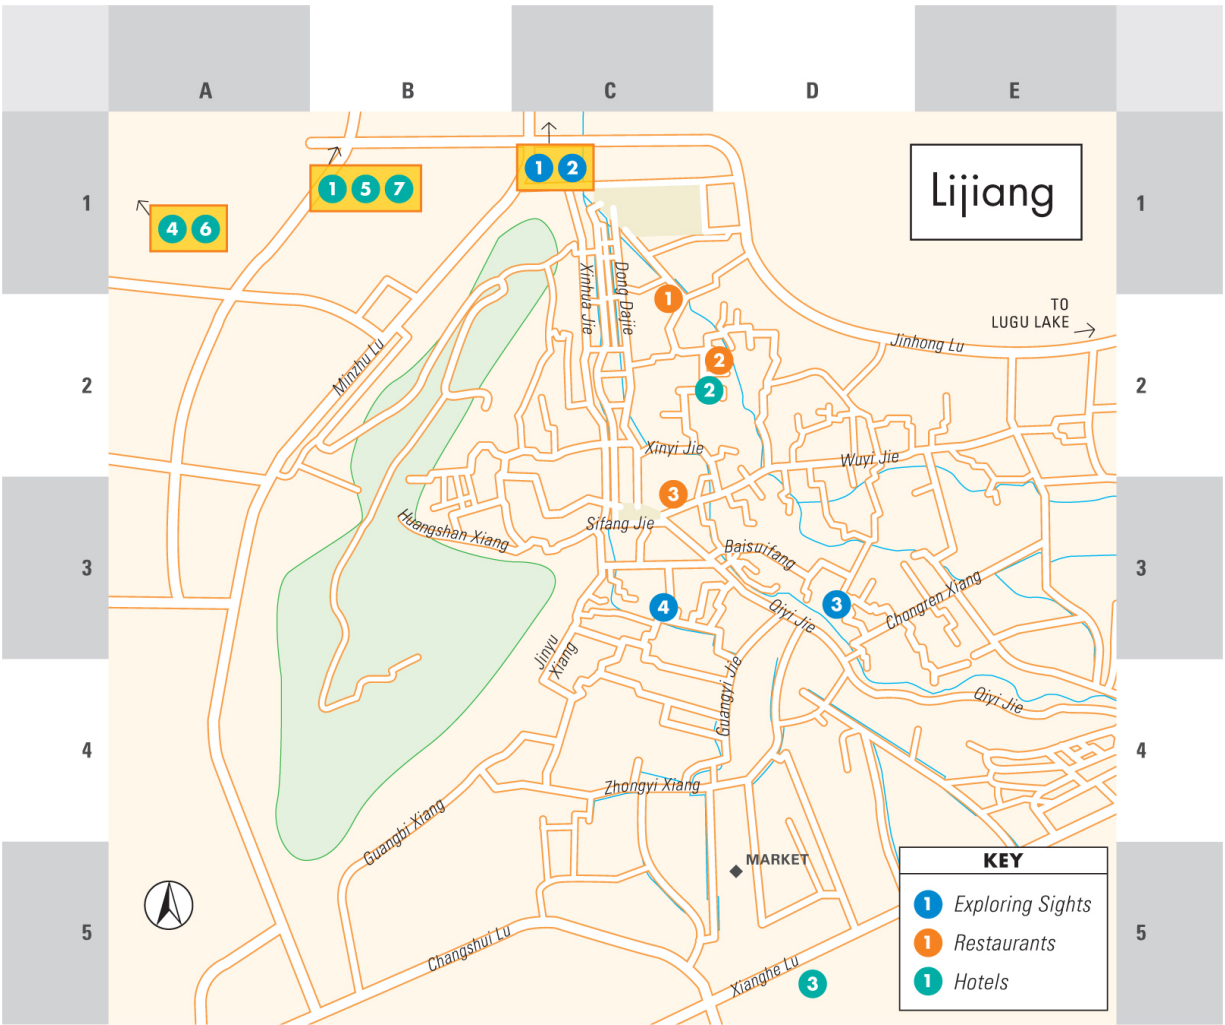 A B C D E
1 1
1 2
1 5 7
4 6
Lijiang
Xinhua Jie
Dong Dajie
1
TO
LUGU LAKE
Jinhong Lu
Minzhu Lu
2
2
2 2
Xinyi Jie
Wuyi Jie
3
Sifang Jie
Huangshan Xiang
Baisuifang
3 3
4
3
Qiyi Jie
Chongren Xiang
Jinyu
Xiang
Guangyi Jie
Qiyi Jie
4 4
Zhongyi Xiang
Guangbi Xiang
MARKET
KEY
1 Exploring Sights
1 Restaurants
1 Hotels
5 5
Changshui Lu
Xianghe Lu
3